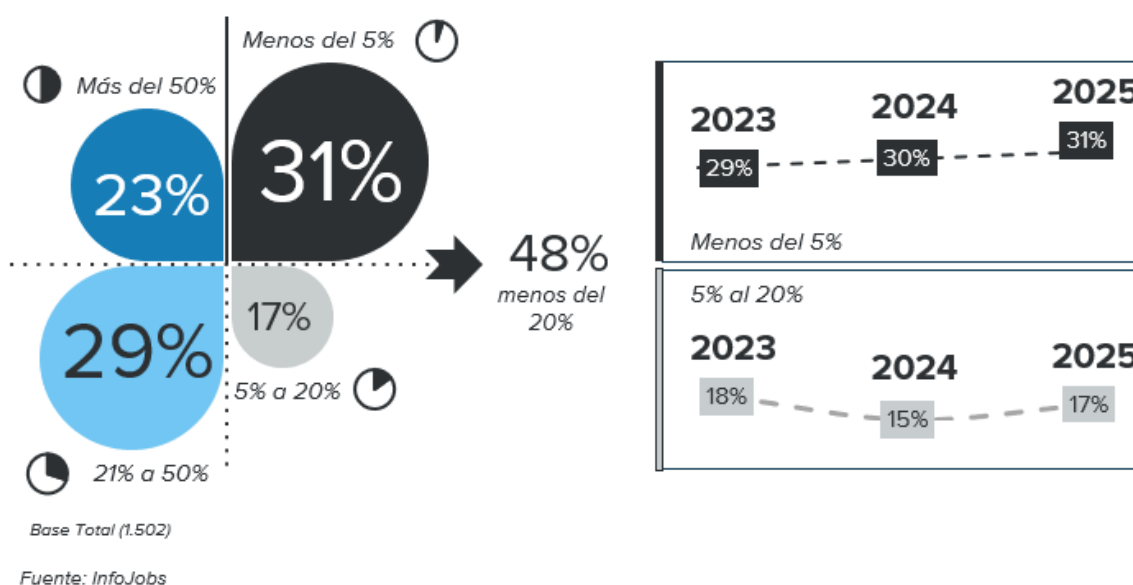 Menos del 5%
Más del 50%
31%
23%
48%
menos del
20%
29%
17%
5% a 20%
21% a 50%
Base Total (1.502)
Fuente: InfoJobs
2023
2024
2025
29%
30%
31%
Menos del 5%
5% al 20%
2023
2024
2025
18%
15%
17%